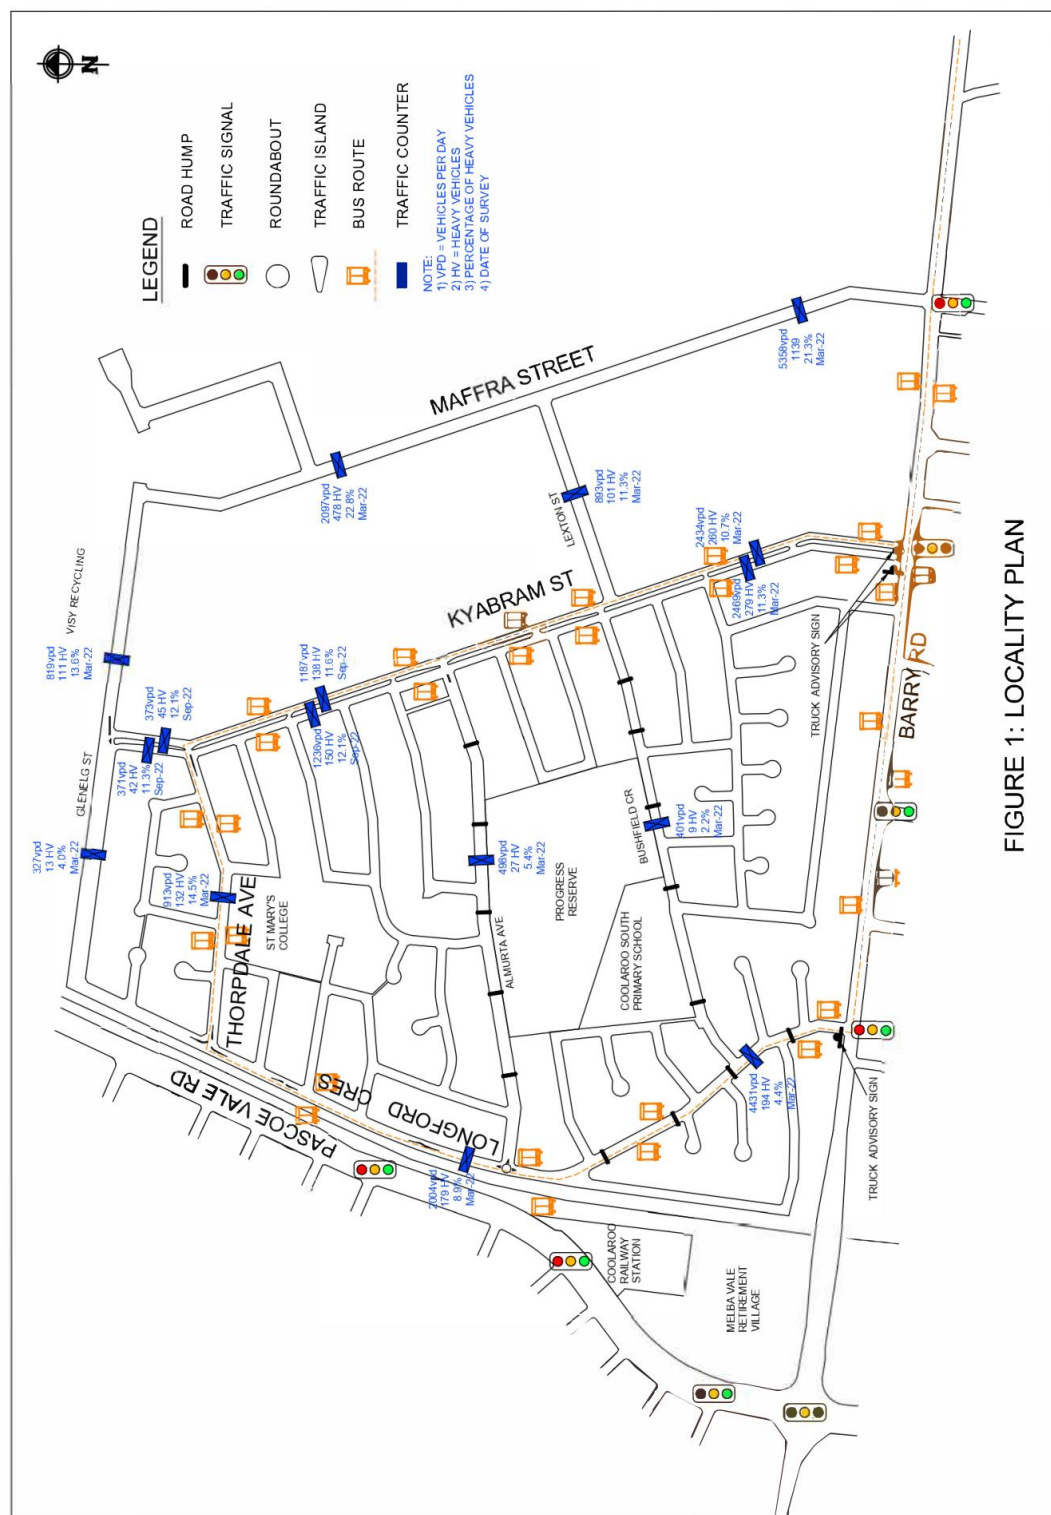 N
LEGEND
ROAD HUMP
TRAFFIC SIGNAL
ROUNDABOUT
TRAFFIC ISLAND
BUS ROUTE
TRAFFIC COUNTER
NOTE:
1) VPD = VEHICLES PER DAY
2) HV = HEAVY VEHICLES
3) PERCENTAGE OF HEAVY VEHICLES
4) DATE OF SURVEY
327vpd
13 HV
4.0%
Mar-22
GLENELG ST
819vpd
111 HV
13.6%
Mar-22
VISY RECYCLING
371vpd
42 HV
11.3%
Sep-22
373vpd
45 HV
12.1%
Sep-22
913vpd
132 HV
14.5%
Mar-22
THORPDALE AVE
ST MARY'S
COLLEGE
1236vpd
150 HV
12.1%
Sep-22
1187vpd
138 HV
11.6%
Sep-22
2097vpd
478 HV
22.8%
Mar-22
MAFFRA STREET
KYABRAM ST
LEXTON ST
893vpd
101 HV
11.3%
Mar-22
5358vpd
1139
21.3%
Mar-22
2434vpd
260 HV
10.7%
Mar-22
2469vpd
279 HV
11.3%
Mar-22
PASCOE VALE RD
LONGFORD CRES
2004vpd
179 HV
8.9%
Mar-22
ALMURTA AVE
498vpd
27 HV
5.4%
Mar-22
PROGRESS
RESERVE
BUSHFIELD CR
401vpd
9 HV
2.2%
Mar-22
COOLAROO SOUTH
PRIMARY SCHOOL
4431vpd
194 HV
4.4%
Mar-22
COOLAROO
RAILWAY
STATION
MELBA VALE
RETIREMENT
VILLAGE
TRUCK ADVISORY SIGN
TRUCK ADVISORY SIGN
BARRY RD
FIGURE 1: LOCALITY PLAN